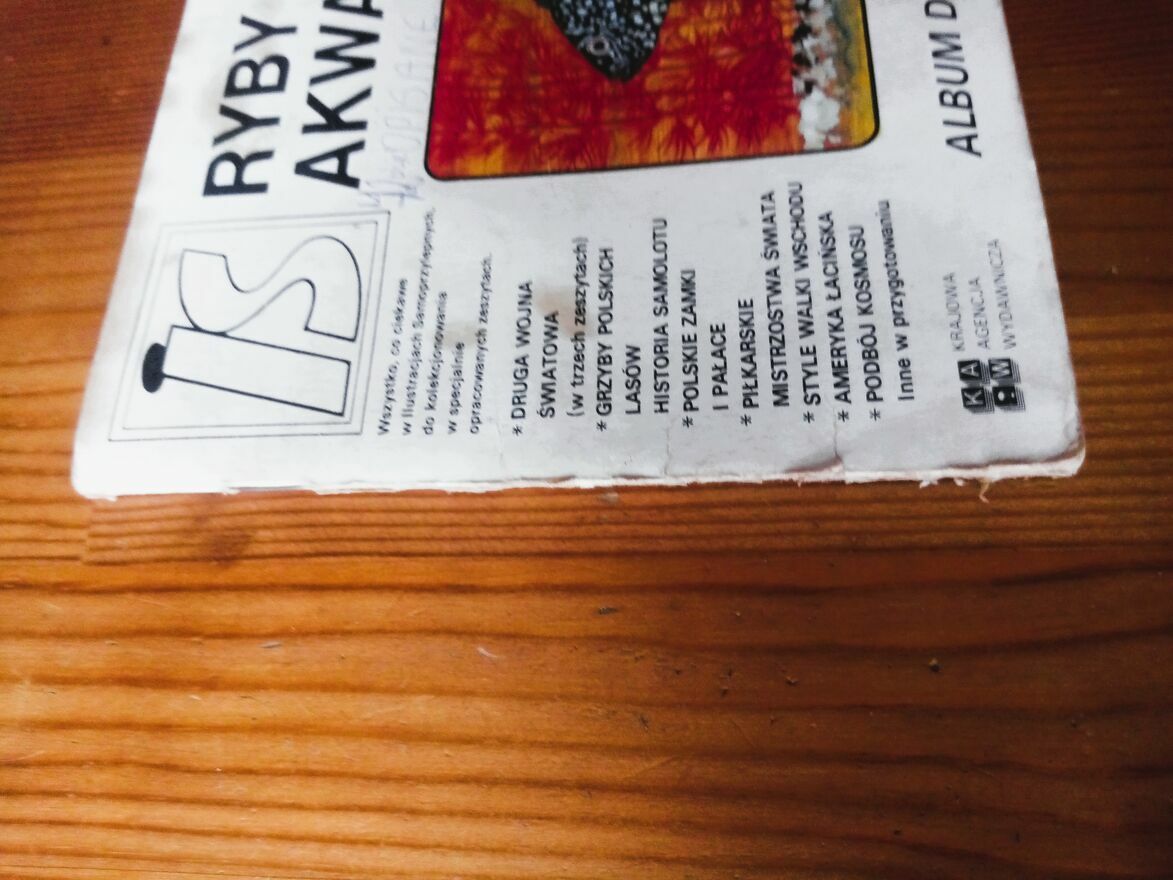 RYBY
AKWA
IS
Wszystko, co ciekawe
w Ilustracjach Samoprzylepnych,
do kolekcjonowania
w specjalnie
opracowanych zeszytach.
* DRUGA WOJNA
ŚWIATOWA
(w trzech zeszytach)
* GRZYBY POLSKICH
LASÓW
HISTORIA SAMOLOTU
* POLSKIE ZAMKI
I PAŁACE
* PIŁKARSKIE
MISTRZOSTWA ŚWIATA
* STYLE WALKI WSCHODU
* AMERYKA ŁACIŃSKA
* PODBÓJ KOSMOSU
Inne w przygotowaniu
KAW
KRAJOWA
AGENCJA
WYDAWNICZA
ALBUM D